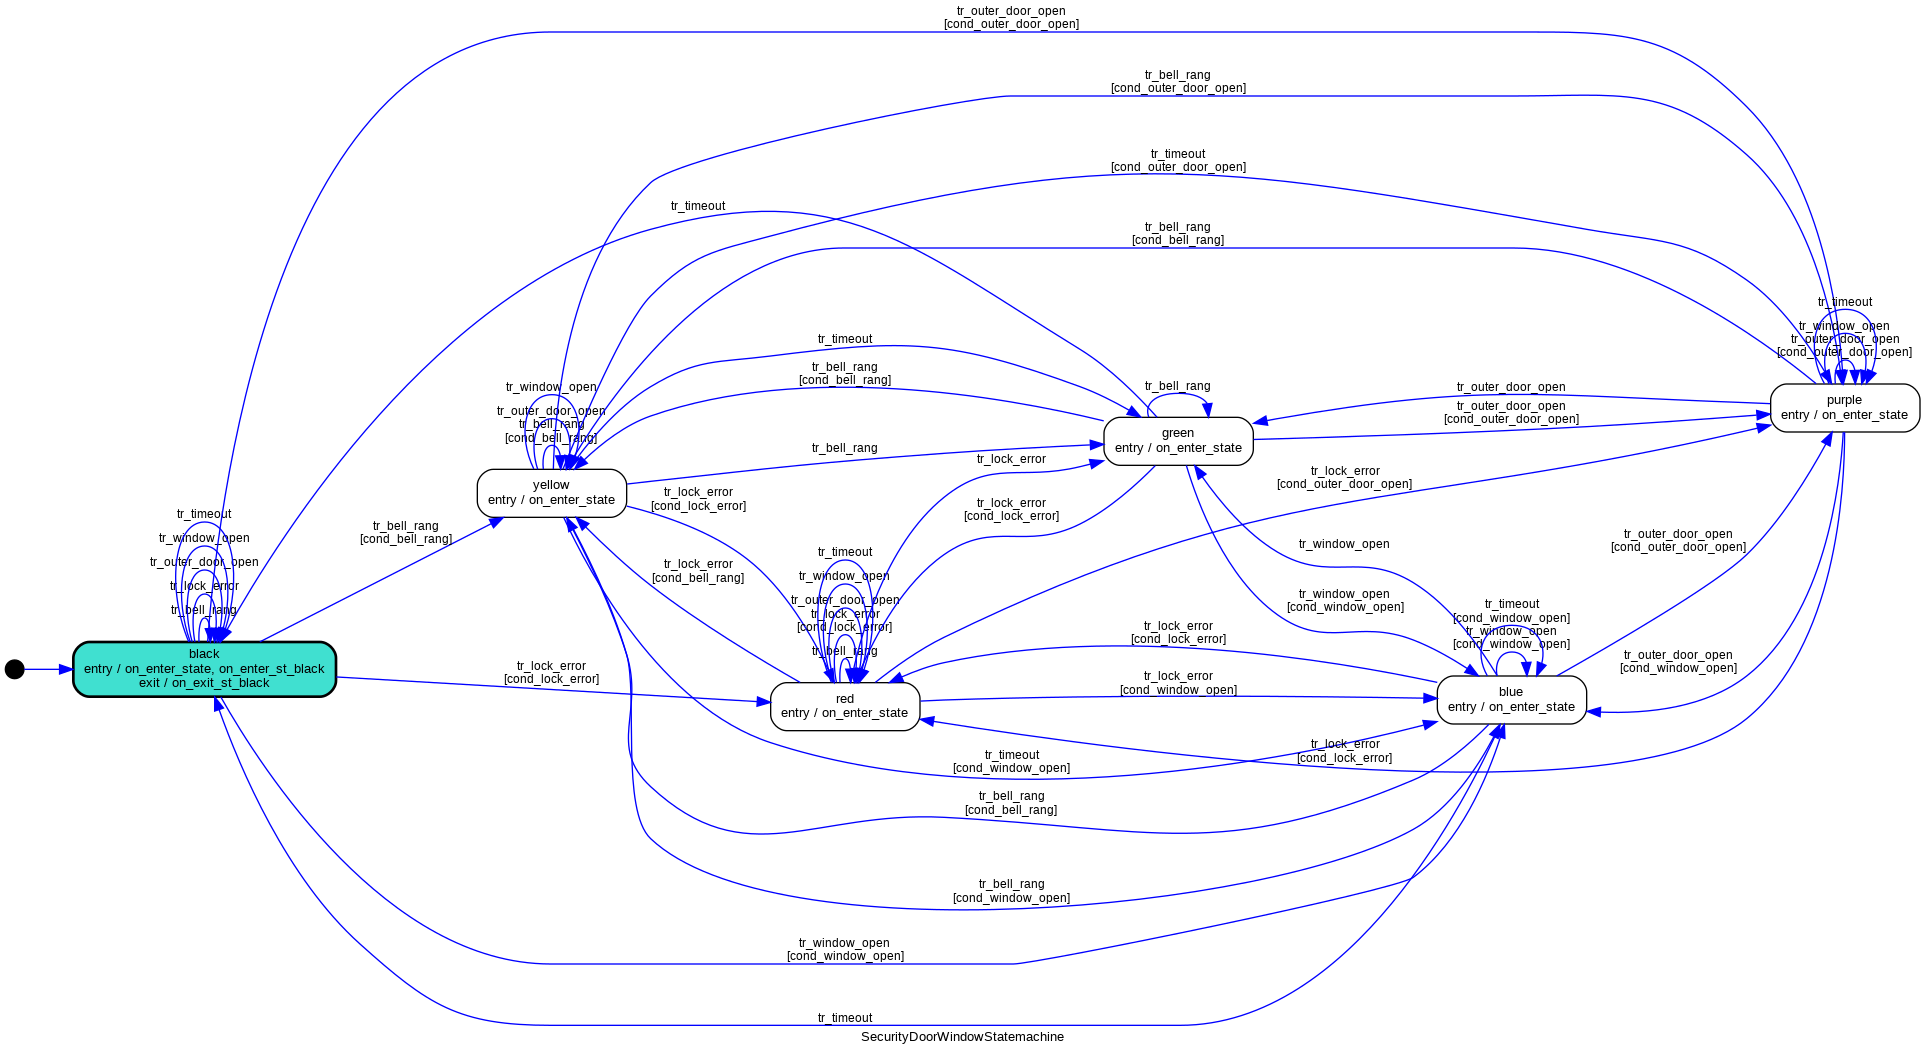 tr_outer_door_open
[cond_outer_door_open]
tr_bell_rang
[cond_outer_door_open]
tr_timeout
[cond_outer_door_open]
tr_timeout
tr_bell_rang
[cond_bell_rang]
tr_timeout
tr_window_open
tr_outer_door_open
[cond_outer_door_open]
purple
entry / on_enter_state
tr_timeout
tr_bell_rang
[cond_bell_rang]
tr_bell_rang
tr_outer_door_open
tr_outer_door_open
[cond_outer_door_open]
green
entry / on_enter_state
tr_window_open
tr_outer_door_open
tr_bell_rang
[cond_bell_rang]
yellow
entry / on_enter_state
tr_bell_rang
tr_lock_error
tr_lock_error
[cond_outer_door_open]
tr_lock_error
[cond_lock_error]
tr_lock_error
[cond_lock_error]
tr_bell_rang
[cond_bell_rang]
tr_timeout
tr_window_open
tr_outer_door_open
tr_lock_error
tr_bell_rang
black
entry / on_enter_state, on_enter_st_black
exit / on_exit_st_black
tr_lock_error
[cond_bell_rang]
tr_timeout
tr_window_open
tr_outer_door_open
tr_lock_error
[cond_lock_error]
tr_bell_rang
red
entry / on_enter_state
tr_lock_error
[cond_lock_error]
tr_window_open
tr_window_open
[cond_window_open]
tr_outer_door_open
[cond_outer_door_open]
tr_timeout
[cond_window_open]
tr_window_open
[cond_window_open]
blue
entry / on_enter_state
tr_lock_error
[cond_lock_error]
tr_lock_error
[cond_window_open]
tr_outer_door_open
[cond_window_open]
tr_lock_error
[cond_lock_error]
tr_timeout
[cond_window_open]
tr_bell_rang
[cond_bell_rang]
tr_bell_rang
[cond_window_open]
tr_window_open
[cond_window_open]
tr_timeout
SecurityDoorWindowStatemachine